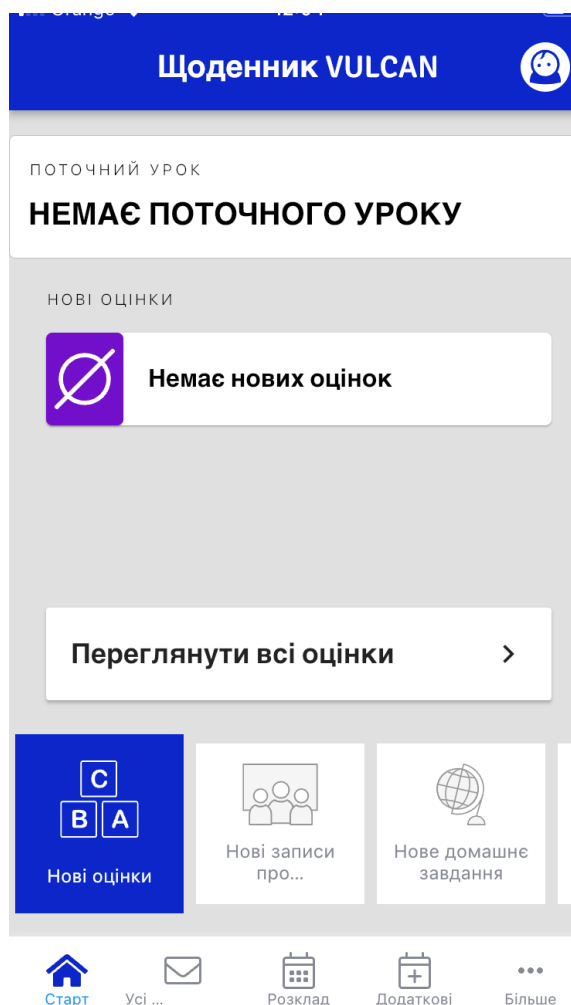 Щоденник VULCAN
ПОТОЧНИЙ УРОК
НЕМАЄ ПОТОЧНОГО УРОКУ
НОВІ ОЦІНКИ
Немає нових оцінок
Переглянути всі оцінки
C
B A
Нові оцінки
Нові записи
про...
Нове домашнє
завдання
Старт
Усі ...
Розклад
Додаткові
Більше